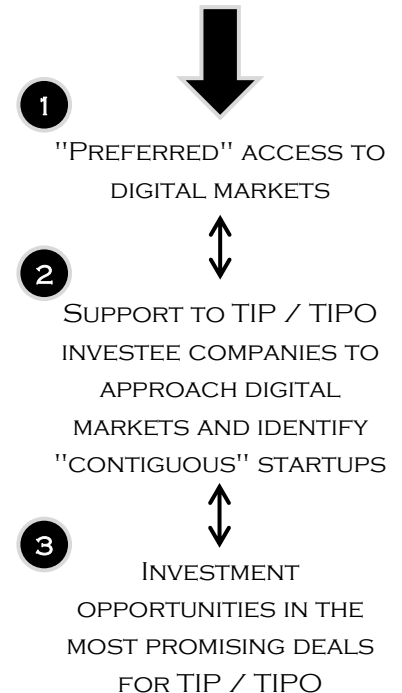 1
"Preferred" access to
digital markets
2
Support to TIP / TIPO
investee companies to
approach digital
markets and identify
"contiguous" startups
3
Investment
opportunities in the
most promising deals
for TIP / TIPO